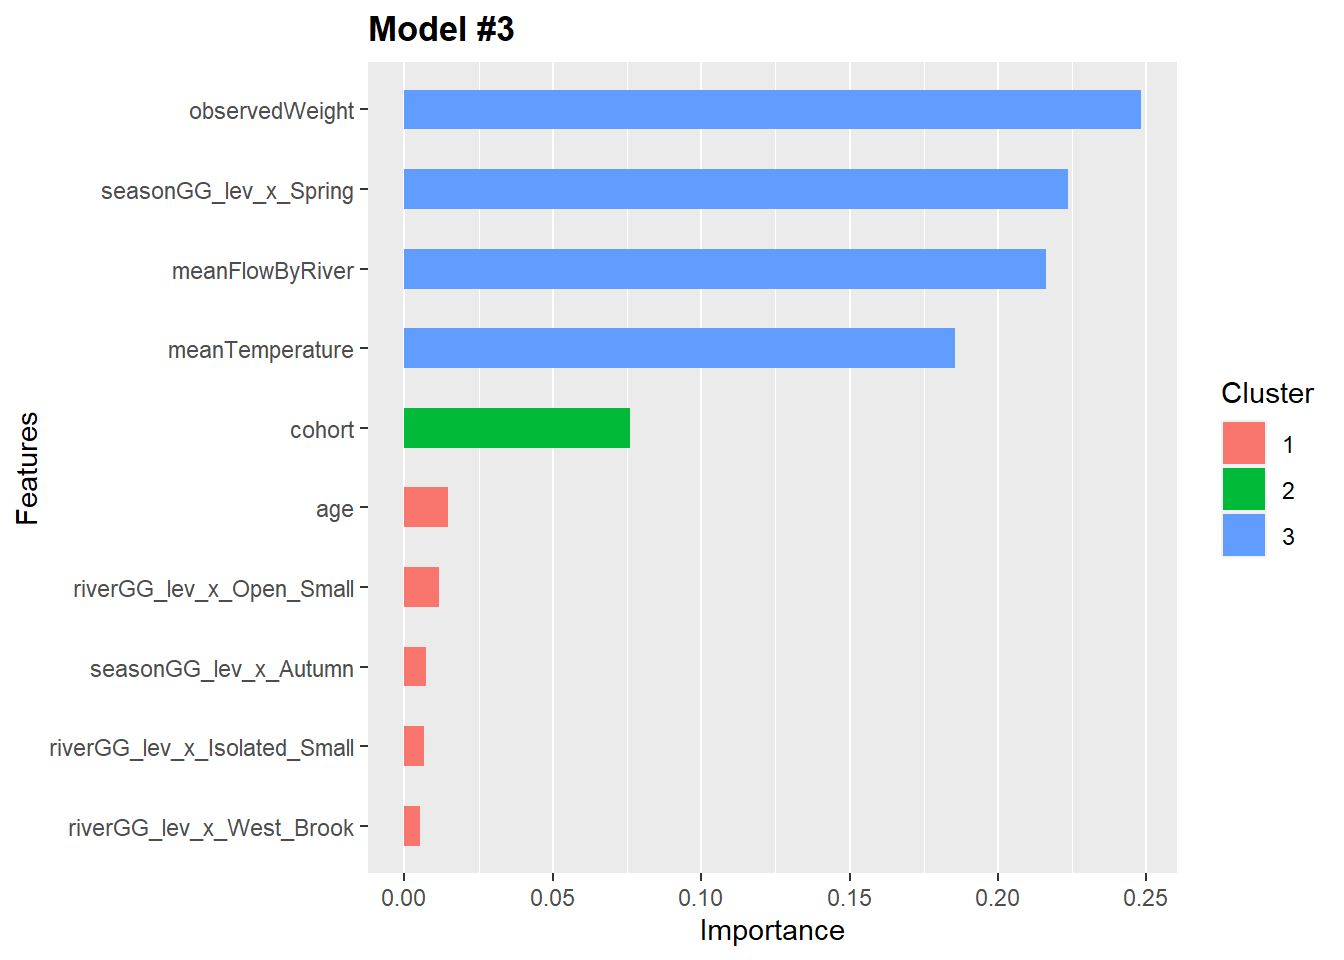 Model #3
Features
observedWeight
seasonGG_lev_x_Spring
meanFlowByRiver
meanTemperature
cohort
age
riverGG_lev_x_Open_Small
seasonGG_lev_x_Autumn
riverGG_lev_x_Isolated_Small
riverGG_lev_x_West_Brook
0.00 0.05 0.10 0.15 0.20 0.25
Importance
Cluster
1
2
3